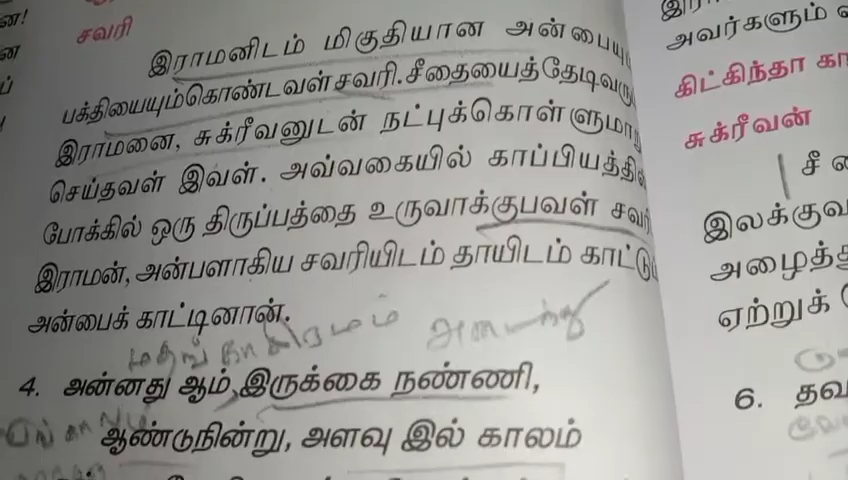 சவரி
இராமனிடம் மிகுதியான அன்பையு
பக்தியையும்கொண்டவள் சவரி. சீதையைத்தேடிவரு
இராமனை, சுக்ரீவனுடன் நட்புக்கொள்ளுமா
செய்தவள் இவள். அவ்வகையில் காப்பியத்தி
போக்கில் ஒரு திருப்பத்தை உருவாக்குபவள் சவரி
இராமன், அன்பளாகிய சவரியிடம் தாயிடம் காட்டு
அன்பைக் காட்டினான்.
அடைந்து
4. அன்னது ஆம், இருக்கை நண்ணி,
ஆண்டுநின்று, அளவு இல் காலம்
அவர்களும்
கிட்கிந்தா கா
சுக்ரீவன்
சீ
இலக்குவ
அழைத்
ஏற்றுக்
6. தவ